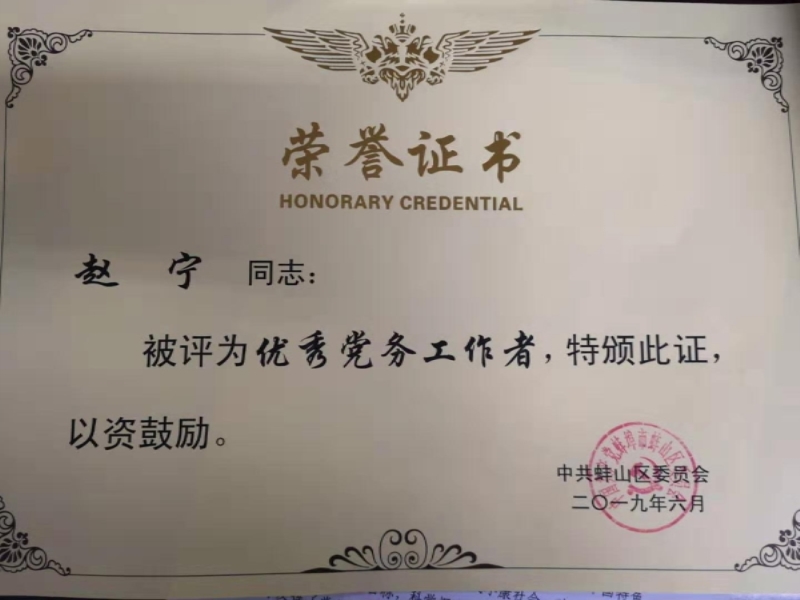 荣誉证书
HONORARY CREDENTIAL
赵 宁 同志：
被评为优秀党务工作者，特颁此证，
以资鼓励。
中共蚌山区委员会
二〇一九年六月